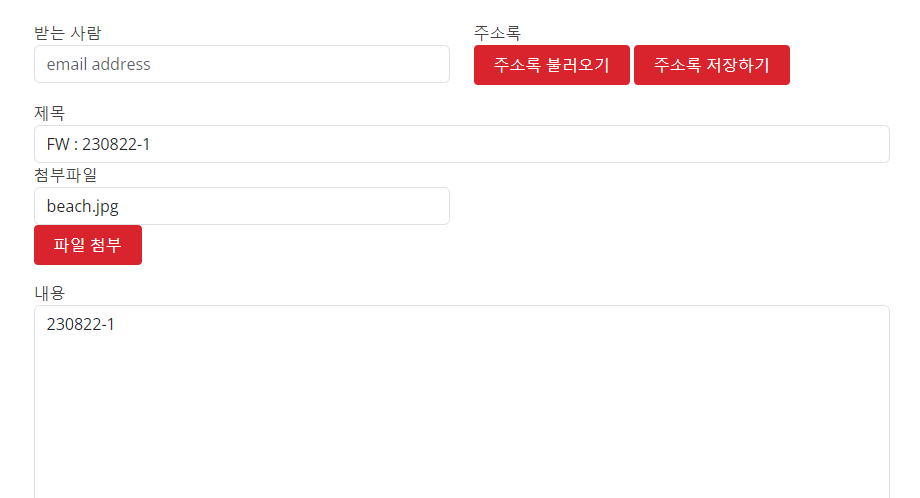 받는 사람
email address
주소록
주소록 불러오기 주소록 저장하기
제목
FW : 230822-1
첨부파일
beach.jpg
파일 첨부
내용
230822-1